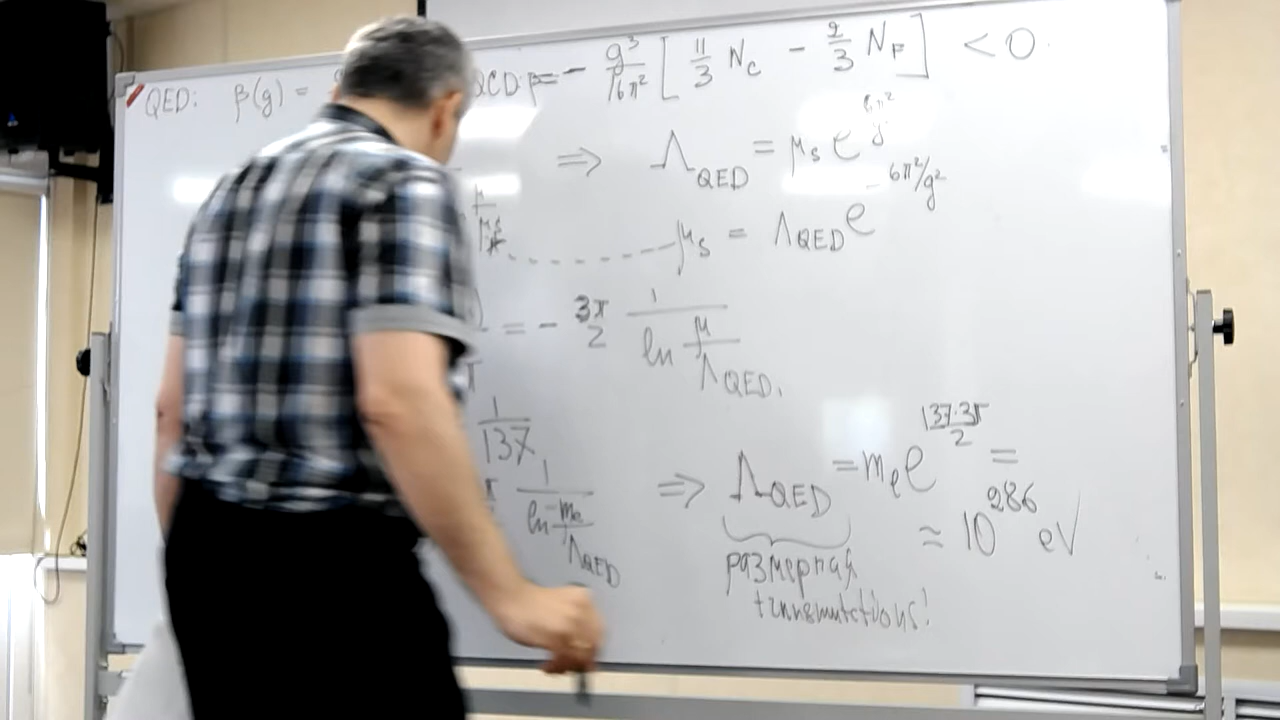 QED: β(g) = QCD: β = - g³/16π² [ 11/3 N_C - 2/3 N_F ] < 0
⇒ Λ_QED = μ_s e^{6π²/g²}
μ/μ_s μ_s = Λ_QED e^{-6π²/g²}
= - 3π/2 1/(ln μ/Λ_QED).
1/137
1/(ln m_e/Λ_QED) ⇒ Λ_QED = m_e e^{137·3π/2} =
≈ 10^{286} eV
размерная
transmutations!